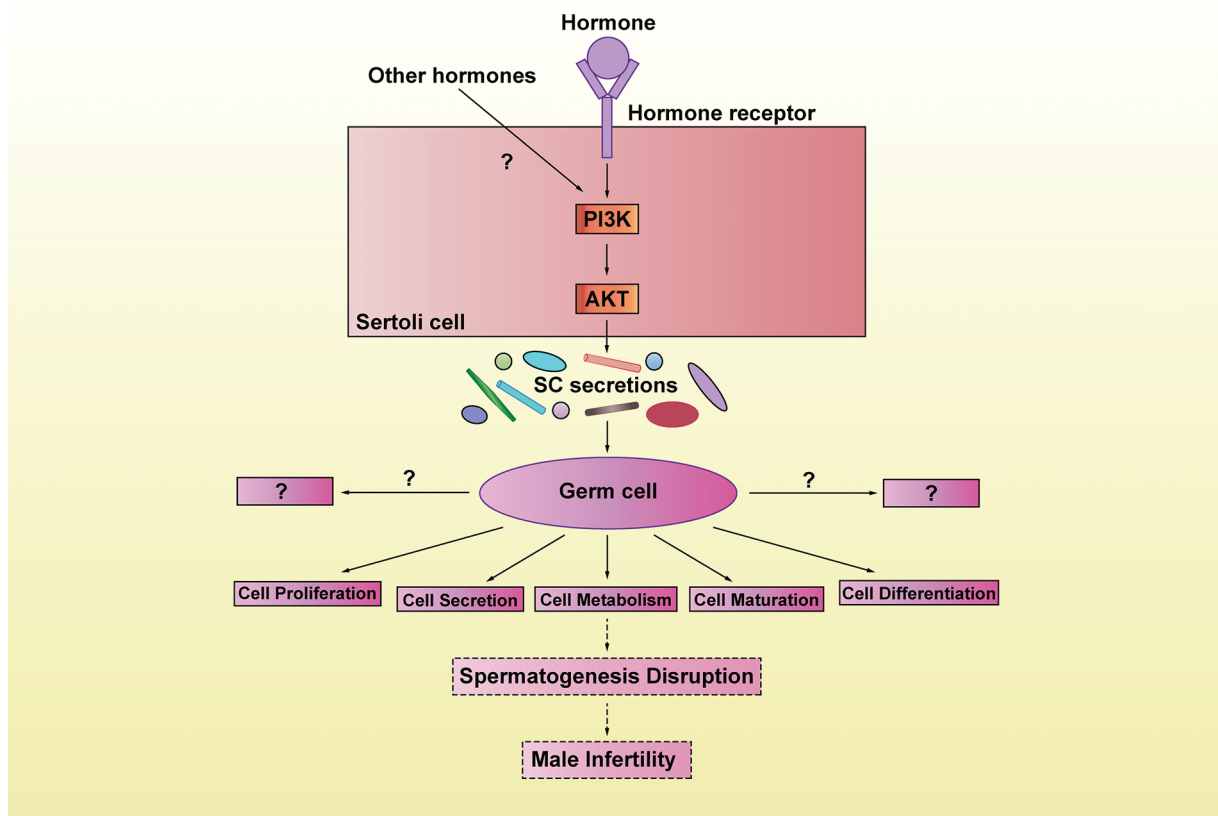 Hormone
Other hormones
Hormone receptor
?
PI3K
AKT
Sertoli cell
SC secretions
?
?
?
Germ cell
?
Cell Proliferation
Cell Secretion
Cell Metabolism
Cell Maturation
Cell Differentiation
Spermatogenesis Disruption
Male Infertility